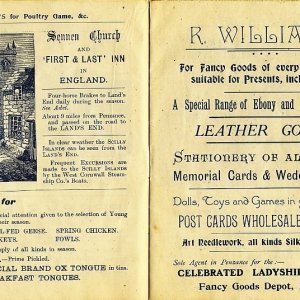 S for Poultry Game, &c.
Sennen Church
AND
'FIRST & LAST' INN
IN
ENGLAND.
Four-horse Brakes to Land's
End daily during the season.
See Advt.
About 9 miles from Penzance,
and passed on the road to
the LAND'S END.
In clear weather the SCILLY
ISLANDS can be seen from the
LAND'S END.
Frequent EXCURSIONS are
made to the SCILLY ISLANDS
by the West Cornwall Steam-
ship Co.'s Boats.
for
cial attention given to the selection of Young
heir season.
L-FED GEESE. SPRING CHICKEN.
KEYS. FOWLS.
ply of all kinds in season.
,—Prime Pickled.
CIAL BRAND OX TONGUE in
EAKFAST TONGUES.
R. WILLIA
For Fancy Goods of every
suitable for Presents, incl
A Special Range of Ebony and
LEATHER GO
STATIONERY OF AL
Memorial Cards & Wedd
Dolls, Toys and Games in
POST CARDS WHOLESALE
Art Needlework, all kinds Silk
Sole Agent in Penzance for the
CELEBRATED LADYSHI
Fancy Goods Depot,